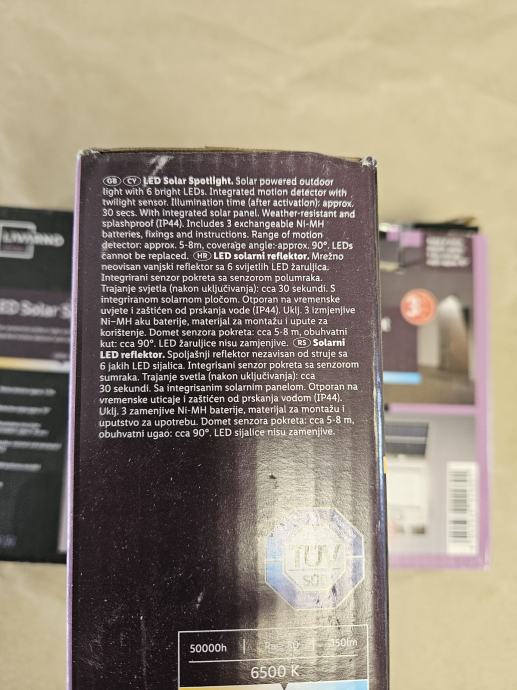 GB CY LED Solar Spotlight. Solar powered outdoor
light with 6 bright LEDs. Integrated motion detector with
twilight sensor. Illumination time (after activation): approx.
30 secs. With integrated solar panel. Weather-resistant and
splashproof (IP44). Includes 3 exchangeable Ni-MH
batteries, fixings and instructions. Range of motion
detector: approx. 5-8m, coverage angle: approx. 90°. LEDs
cannot be replaced. HR LED solarni reflektor. Mrežno
neovisan vanjski reflektor sa 6 svijetlih LED žaruljica.
Integrirani senzor pokreta sa senzorom polumraka.
Trajanje svjetla (nakon uključivanja): cca 30 sekundi. S
integriranom solarnom pločom. Otporan na vremenske
uvjete i zaštićen od prskanja vode (IP44). Uklj. 3 izmjenjive
Ni-MH aku baterije, materijal za montažu i upute za
korištenje. Domet senzora pokreta: cca 5-8 m, obuhvatni
kut: cca 90°. LED žaruljice nisu zamjenjive. RS Solarni
LED reflektor. Spoljašnji reflektor nezavisan od struje sa
6 jakih LED sijalica. Integrisani senzor pokreta sa senzorom
sumraka. Trajanje svetla (nakon uključivanja): cca
30 sekundi. Sa integrisanim solarnim panelom. Otporan na
vremenske uticaje i zaštićen od prskanja vodom (IP44).
Uklj. 3 zamenjive Ni-MH baterije, materijal za montažu i
uputstvo za upotrebu. Domet senzora pokreta: cca 5-8 m,
obuhvatni ugao: cca 90°. LED sijalice nisu zamenjive.
TÜV
SÜD
50000h
350lm
6500 K
LED Solar S
3